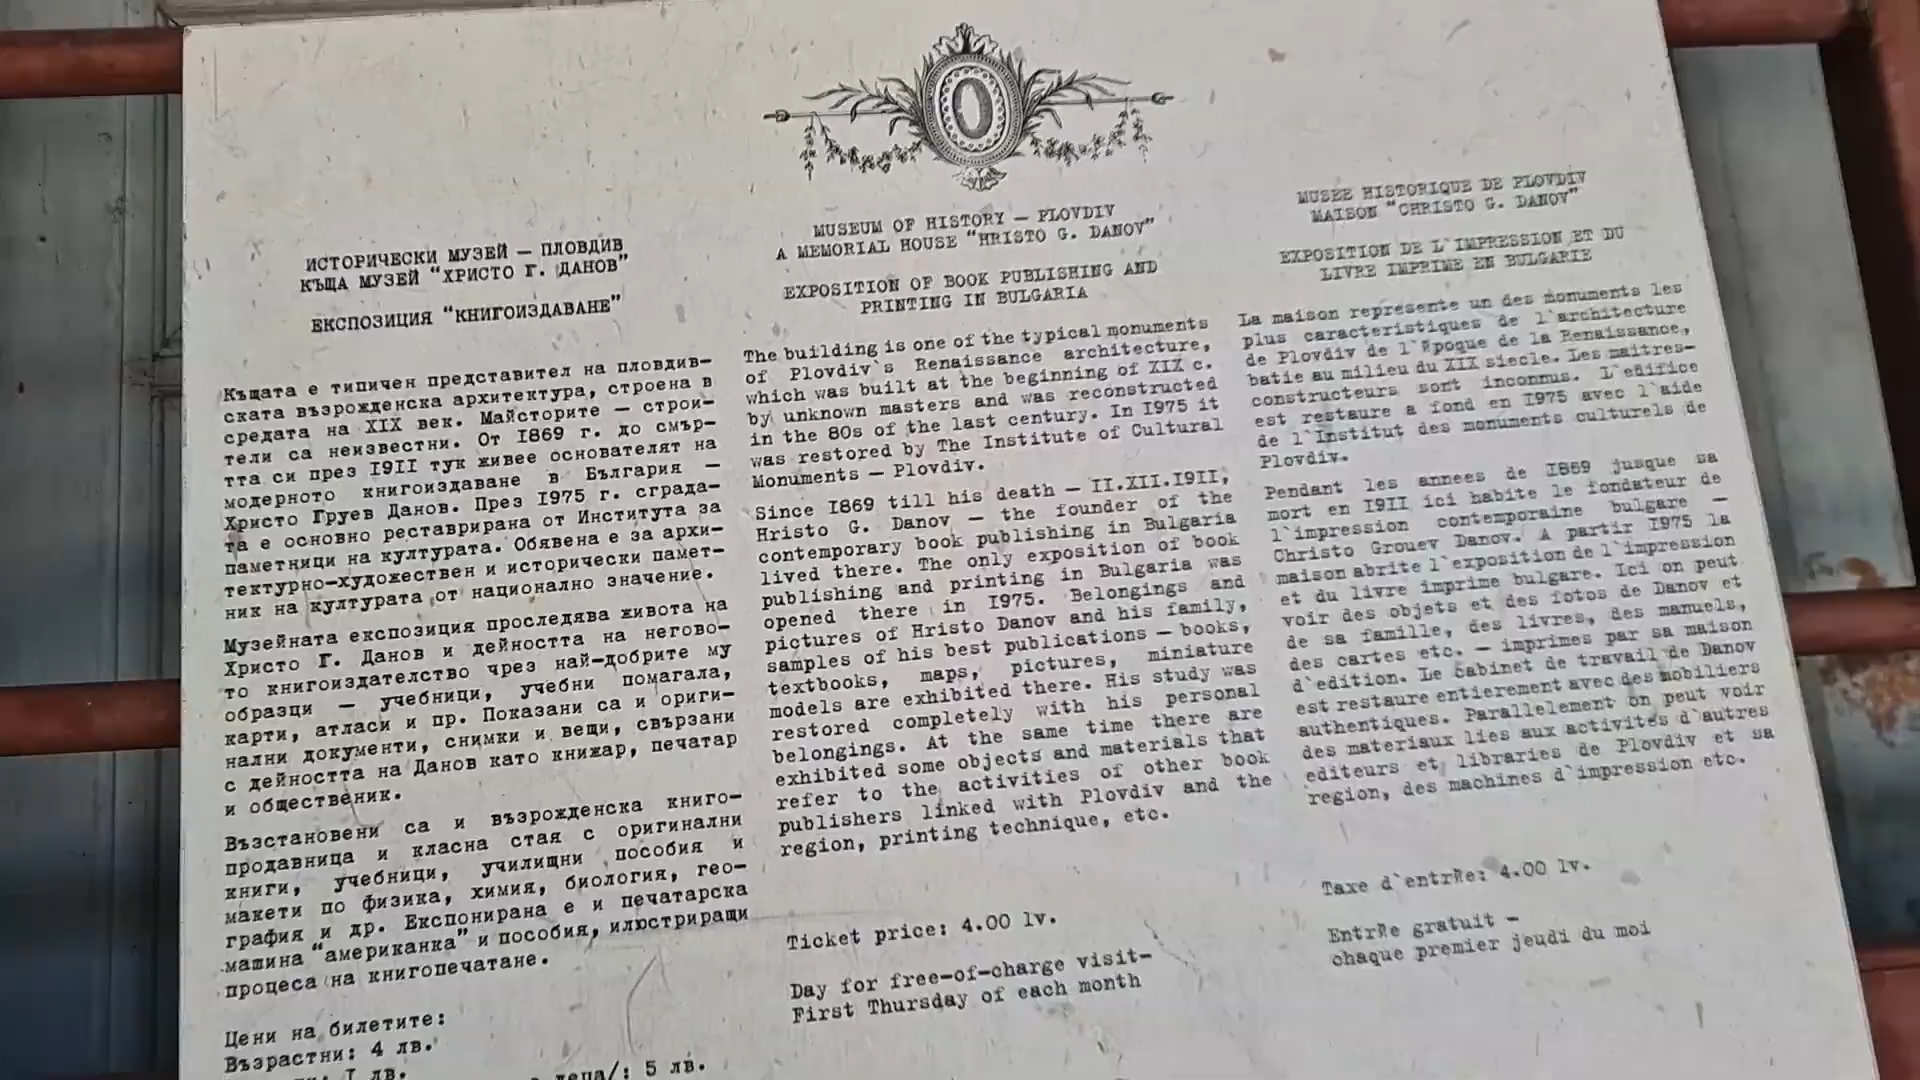 ИСТОРИЧЕСКИ МУЗЕЙ – ПЛОВДИВ
КЪЩА МУЗЕЙ "ХРИСТО Г. ДАНОВ"
ЕКСПОЗИЦИЯ "КНИГОИЗДАВАНЕ"
Къщата е типичен представител на пловдив-
ската възрожденска архитектура, строена в
средата на XIX век. Майсторите – строи-
тели са неизвестни. От I869 г. до смър-
тта си през I9II тук живее основателят на
модерното книгоиздаване в България –
Христо Груев Данов. През I975 г. сграда-
та е основно реставрирана от Института за
паметници на културата. Обявена е за архи-
тектурно-художествен и исторически памет-
ник на културата от национално значение.
Музейната експозиция проследява живота на
Христо Г. Данов и дейността на негово-
то книгоиздателство чрез най-добрите му
образци – учебници, учебни помагала,
карти, атласи и пр. Показани са и ориги-
нални документи, снимки и вещи, свързани
с дейността на Данов като книжар, печатар
и общественик.
Възстановени са и възрожденска книго-
продавница и класна стая с оригинални
книги, учебници, училищни пособия и
макети по физика, химия, биология, гео-
графия и др. Експонирана е и печатарска
машина "американка" и пособия, илюстриращи
процеса на книгопечатане.
Цени на билетите:
Възрастни: 4 лв.
I лв.
деца/: 5 лв.
MUSEUM OF HISTORY – PLOVDIV
A MEMORIAL HOUSE "HRISTO G. DANOV"
EXPOSITION OF BOOK PUBLISHING AND
PRINTING IN BULGARIA
The building is one of the typical monuments
of Plovdiv`s Renaissance architecture,
which was built at the beginning of XIX c.
by unknown masters and was reconstructed
in the 80s of the last century. In I975 it
was restored by The Institute of Cultural
Monuments – Plovdiv.
Since I869 till his death – II.XII.I9II,
Hristo G. Danov – the founder of the
contemporary book publishing in Bulgaria
lived there. The only exposition of book
publishing and printing in Bulgaria was
opened there in I975. Belongings and
pictures of Hristo Danov and his family,
samples of his best publications – books,
textbooks, maps, pictures, miniature
models are exhibited there. His study was
restored completely with his personal
belongings. At the same time there are
exhibited some objects and materials that
refer to the activities of other book
publishers linked with Plovdiv and the
region, printing technique, etc.
Ticket price: 4.00 lv.
Day for free-of-charge visit-
First Thursday of each month
MUSEE HISTORIQUE DE PLOVDIV
MAISON "CHRISTO G. DANOV"
EXPOSITION DE L`IMPRESSION ET DU
LIVRE IMPRIME EN BULGARIE
La maison represente un des monuments les
plus caracteristiques de l`architecture
de Plovdiv de l`Epoque de la Renaissance,
batie au milieu du XIX siecle. Les maitres-
constructeurs sont inconnus. L`edifice
est restaure a fond en I975 avec l`aide
de l`Institut des monuments culturels de
Plovdiv.
Pendant les annees de I869 jusque sa
mort en I9II ici habite le fondateur de
l`impression contemporaine bulgare –
Christo Grouev Danov. A partir I975 la
maison abrite l`exposition de l`impression
et du livre imprime bulgare. Ici on peut
voir des objets et des fotos de Danov et
de sa famille, des livres, des manuels,
des cartes etc. – imprimes par sa maison
d`edition. Le cabinet de travail de Danov
est restaure entierement avec des mobiliers
authentiques. Parallelement on peut voir
des materiaux lies aux activites d`autres
editeurs et libraries de Plovdiv et sa
region, des machines d`impression etc.
Taxe d`entrЙe: 4.00 lv.
EntrЙe gratuit –
chaque premier jeudi du moi